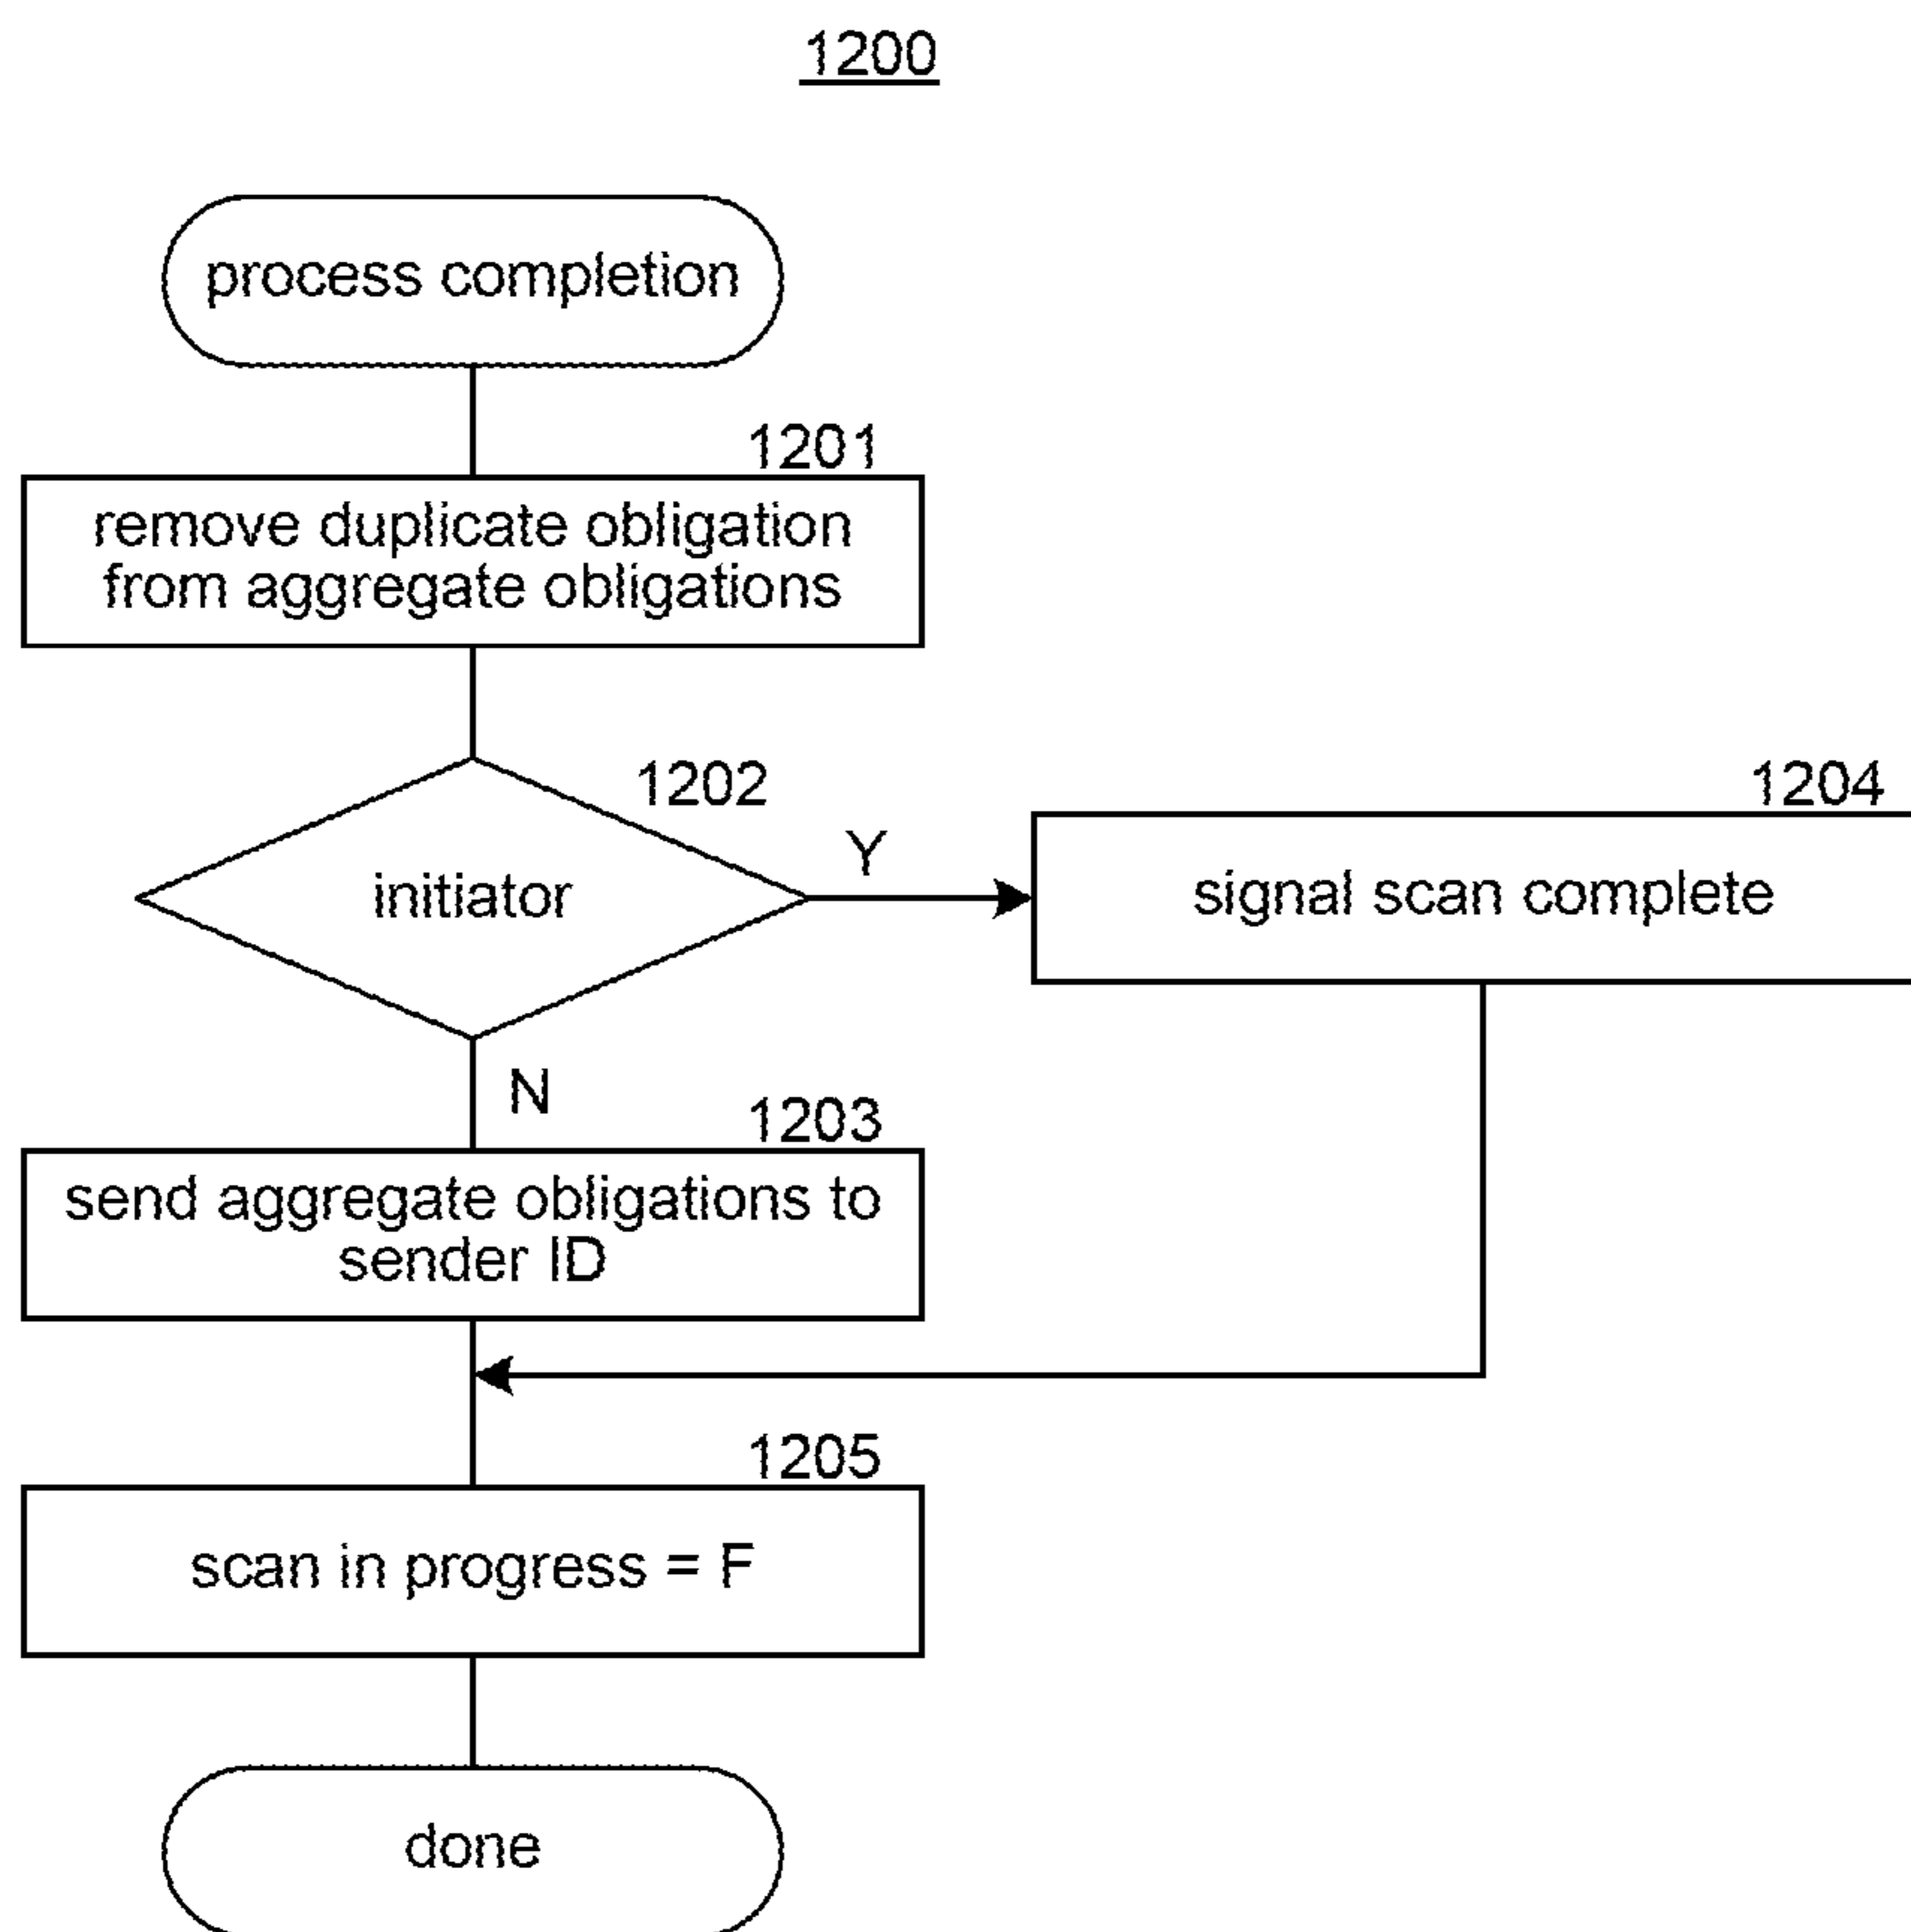 1200
process completion
1201
remove duplicate obligation
from aggregate obligations
1202
initiator
Y
1204
signal scan complete
N
1203
send aggregate obligations to
sender ID
1205
scan in progress = F
done